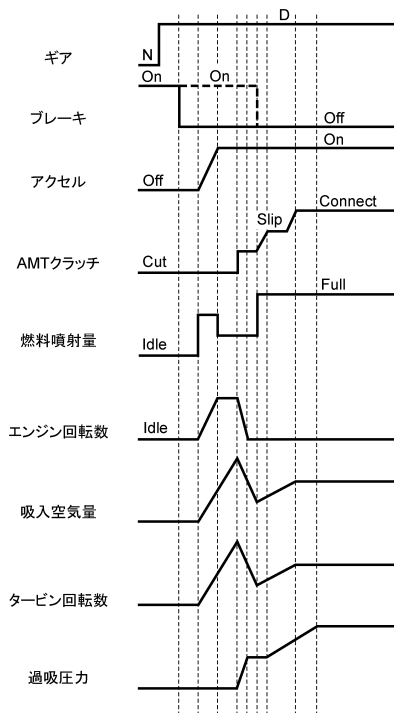 D
N
ギア
On
On
ブレーキ
Off
On
アクセル
Off
Connect
Slip
AMTクラッチ
Cut
Full
燃料噴射量
Idle
エンジン回転数
Idle
吸入空気量
タービン回転数
過吸圧力